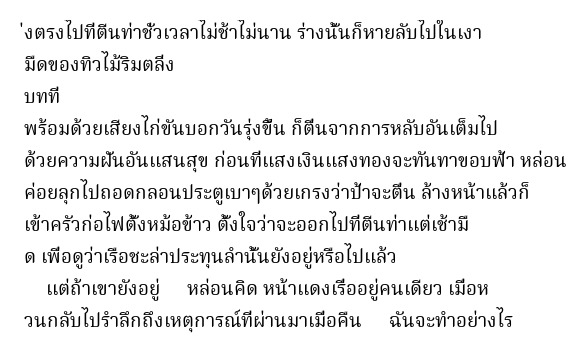 ่งตรงไปที่ตีนท่าชั่วเวลาไม่ช้าไม่นาน ร่างนั้นก็หายลับไปในเงา
มืดของทิวไม้ริมตลิ่ง
บทที่
พร้อมด้วยเสียงไก่ขันบอกวันรุ่งขึ้น ก็ตื่นจากการหลับอันเต็มไป
ด้วยความฝันอันแสนสุข ก่อนที่แสงเงินแสงทองจะทันทาขอบฟ้า หล่อน
ค่อยลุกไปถอดกลอนประตูเบาๆด้วยเกรงว่าป้าจะตื่น ล้างหน้าแล้วก็
เข้าครัวก่อไฟตั้งหม้อข้าว ตั้งใจว่าจะออกไปที่ตีนท่าแต่เช้ามื
ด เพื่อดูว่าเรือชะล่าประทุนลำนั้นยังอยู่หรือไปแล้ว
แต่ถ้าเขายังอยู่ หล่อนคิด หน้าแดงเรื่ออยู่คนเดียว เมื่อห
วนกลับไปรำลึกถึงเหตุการณ์ที่ผ่านมาเมื่อคืน ฉันจะทำอย่างไร